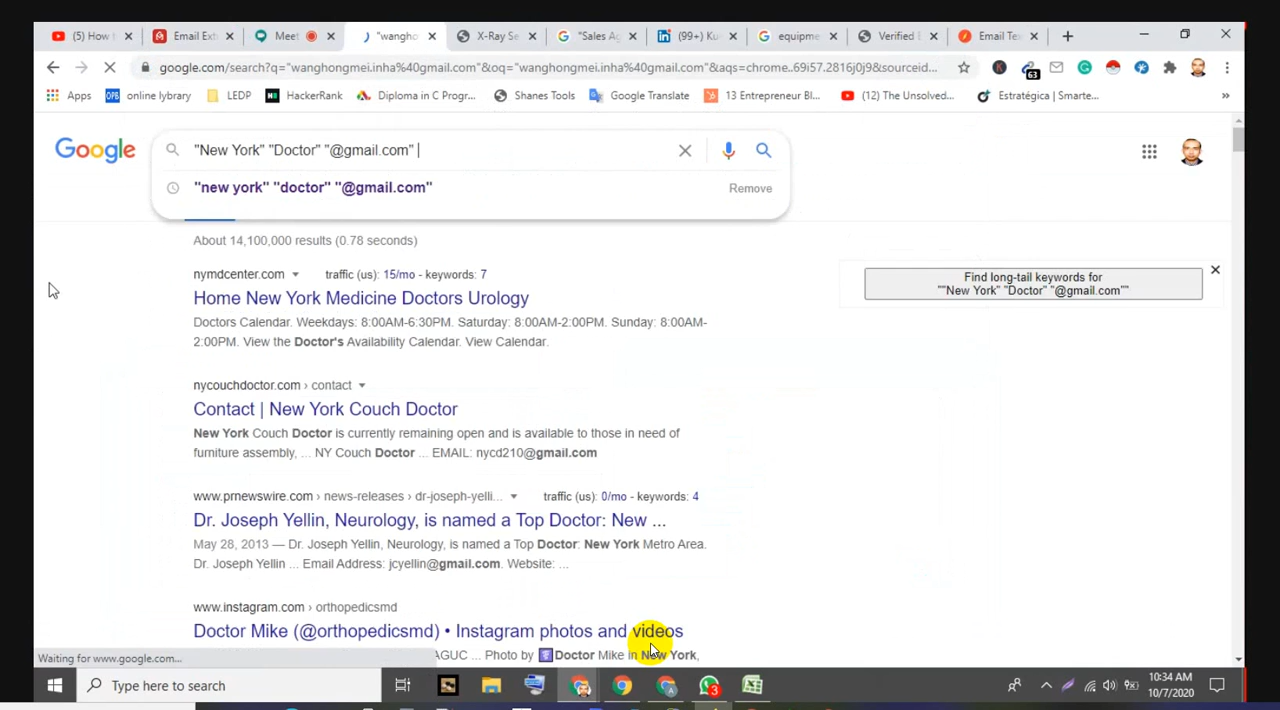 (5) How
Email Ext
Meet
"wangho
X-Ray Se
"Sales Ag
(99+) Ku
equipme
Verified E
Email Tex
google.com/search?q="wanghongmei.inha%40gmail.com"&oq="wanghongmei.inha%40gmail.com"&aqs=chrome..69i57.2816j0j9&sourceid...
63
Apps
online lybrary
LEDP
HackerRank
Diploma in C Progr...
Shanes Tools
Google Translate
13 Entrepreneur Bl...
(12) The Unsolved...
Estratégica | Smarte...
»
Google
"New York" "Doctor" "@gmail.com"
"new york" "doctor" "@gmail.com"
Remove
About 14,100,000 results (0.78 seconds)
nymdcenter.com
traffic (us): 15/mo - keywords: 7
Home New York Medicine Doctors Urology
Doctors Calendar. Weekdays: 8:00AM-6:30PM. Saturday: 8:00AM-2:00PM. Sunday: 8:00AM-
2:00PM. View the Doctor's Availability Calendar. View Calendar.
Find long-tail keywords for
""New York" "Doctor" "@gmail.com""
nycouchdoctor.com › contact
Contact | New York Couch Doctor
New York Couch Doctor is currently remaining open and is available to those in need of
furniture assembly, ... NY Couch Doctor ... EMAIL: nycd210@gmail.com
www.prnewswire.com › news-releases › dr-joseph-yelli...
traffic (us): 0/mo - keywords: 4
Dr. Joseph Yellin, Neurology, is named a Top Doctor: New ...
May 28, 2013 — Dr. Joseph Yellin, Neurology, is named a Top Doctor: New York Metro Area.
Dr. Joseph Yellin ... Email Address: jcyellin@gmail.com. Website: ...
www.instagram.com › orthopedicsmd
Doctor Mike (@orthopedicsmd) • Instagram photos and videos
AGUC ... Photo by Doctor Mike in New York,
Waiting for www.google.com...
Type here to search
3
10:34 AM
10/7/2020